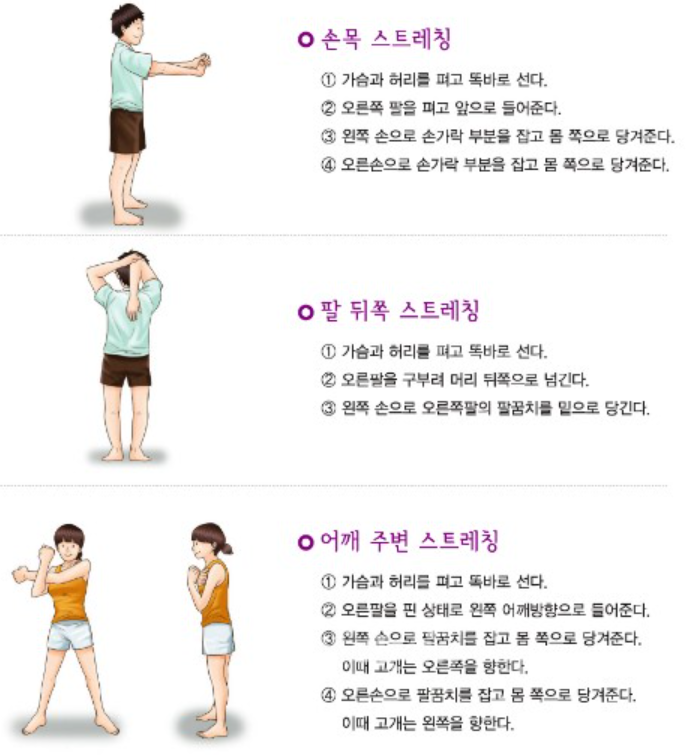 손목 스트레칭
① 가슴과 허리를 펴고 똑바로 선다.
② 오른쪽 팔을 펴고 앞으로 들어준다.
③ 왼쪽 손으로 손가락 부분을 잡고 몸 쪽으로 당겨준다.
④ 오른손으로 손가락 부분을 잡고 몸 쪽으로 당겨준다.
팔 뒤쪽 스트레칭
① 가슴과 허리를 펴고 똑바로 선다.
② 오른팔을 구부려 머리 뒤쪽으로 넘긴다.
③ 왼쪽 손으로 오른쪽팔의 팔꿈치를 밑으로 당긴다.
어깨 주변 스트레칭
① 가슴과 허리를 펴고 똑바로 선다.
② 오른팔을 핀 상태로 왼쪽 어깨방향으로 들어준다.
③ 왼쪽 손으로 팔꿈치를 잡고 몸 쪽으로 당겨준다.
이때 고개는 오른쪽을 향한다.
④ 오른손으로 팔꿈치를 잡고 몸 쪽으로 당겨준다.
이때 고개는 왼쪽을 향한다.